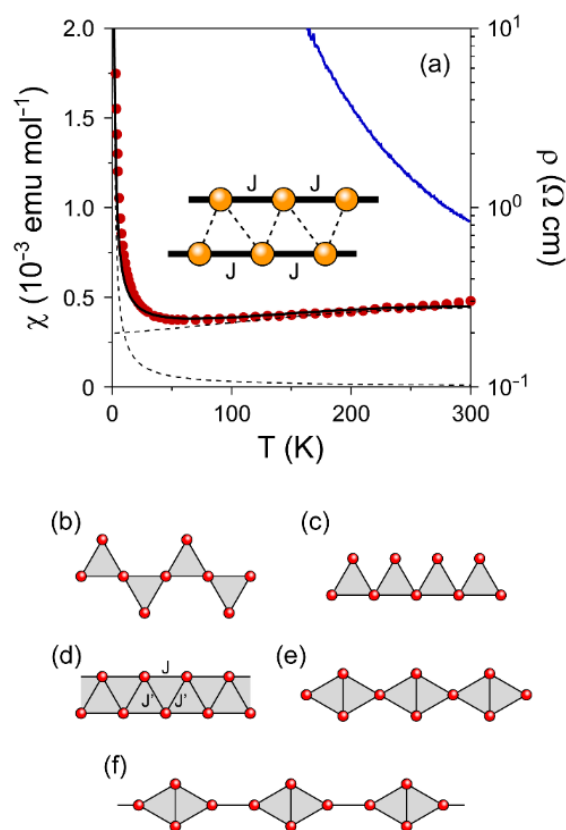 2.0
1.5
1.0
0.5
0
χ (10⁻³ emu mol⁻¹)
(a)
J J
J J
10¹
10⁰
10⁻¹
ρ (Ω cm)
0 100 200 300
T (K)
(b) (c)
(d) (e)
J
J' J'
(f)